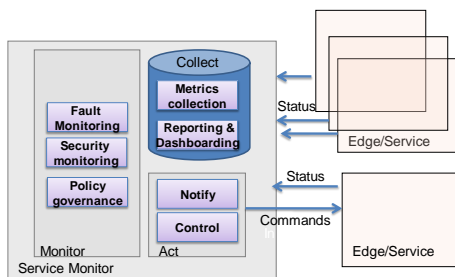 Collect
Metrics
collection
Reporting &
Dashboarding
Fault
Monitoring
Security
monitoring
Policy
governance
Monitor
Service Monitor
Notify
Control
Act
Status
Edge/Service
Status
Commands
Edge/Service